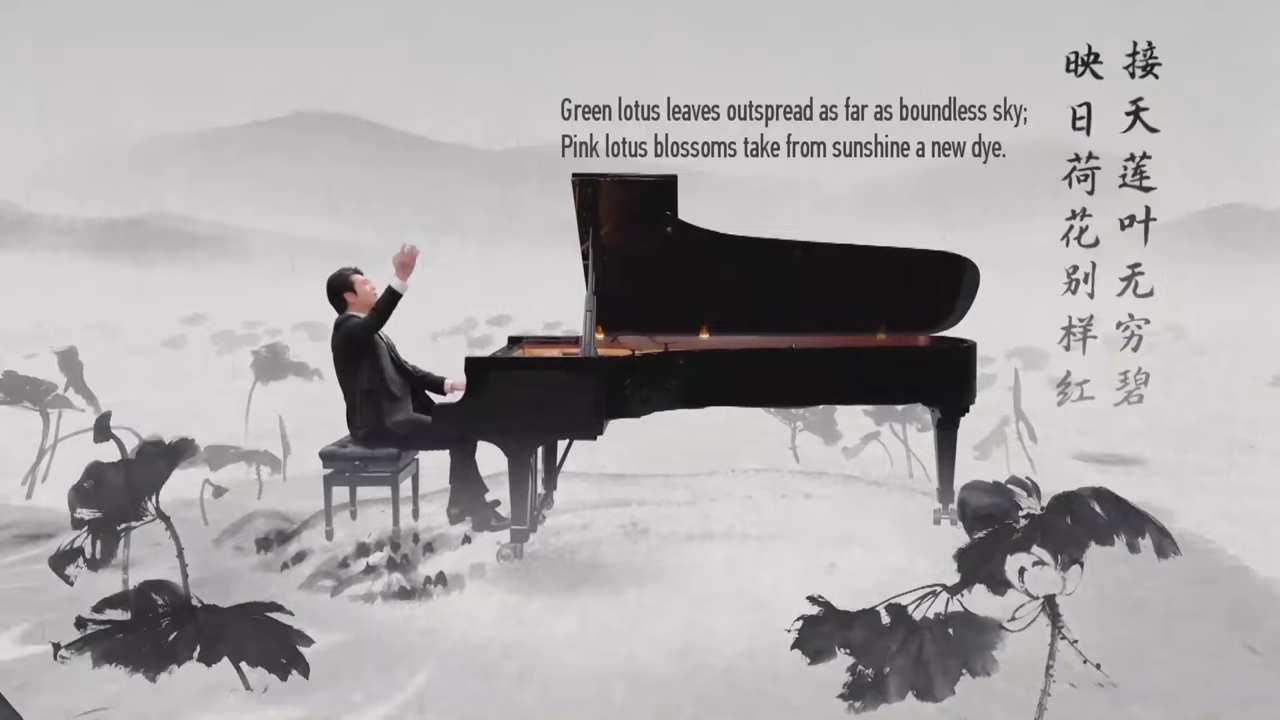 Green lotus leaves outspread as far as boundless sky;
Pink lotus blossoms take from sunshine a new dye.
接天莲叶无穷碧
映日荷花别样红